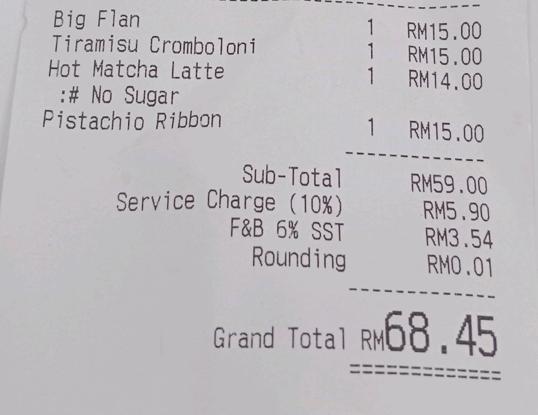 Big Flan 1 RM15.00
Tiramisu Cromboloni 1 RM15.00
Hot Matcha Latte 1 RM14.00
:# No Sugar
Pistachio Ribbon 1 RM15.00
Sub-Total RM59.00
Service Charge (10%) RM5.90
F&B 6% SST RM3.54
Rounding RM0.01
Grand Total RM68.45